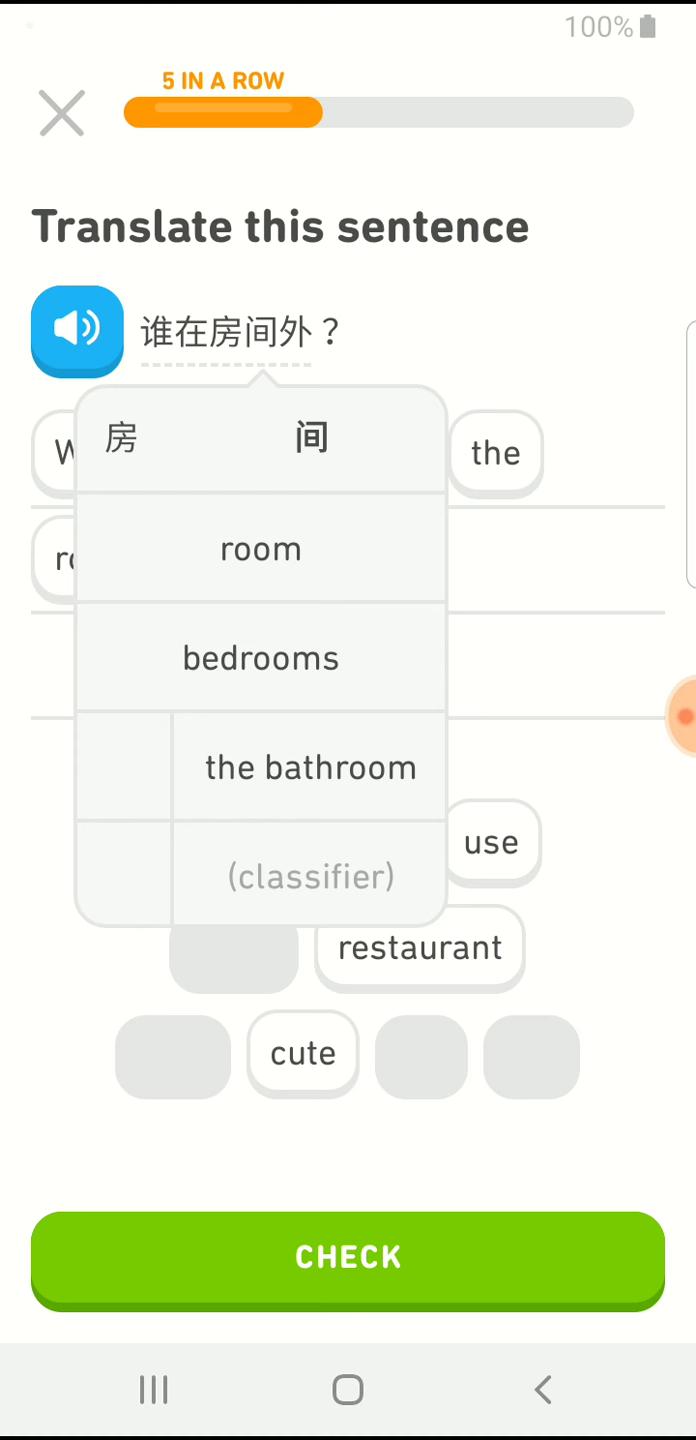 100%
5 IN A ROW
Translate this sentence
谁在房间外？
房 间
the
room
bedrooms
the bathroom
use
(classifier)
restaurant
cute
CHECK